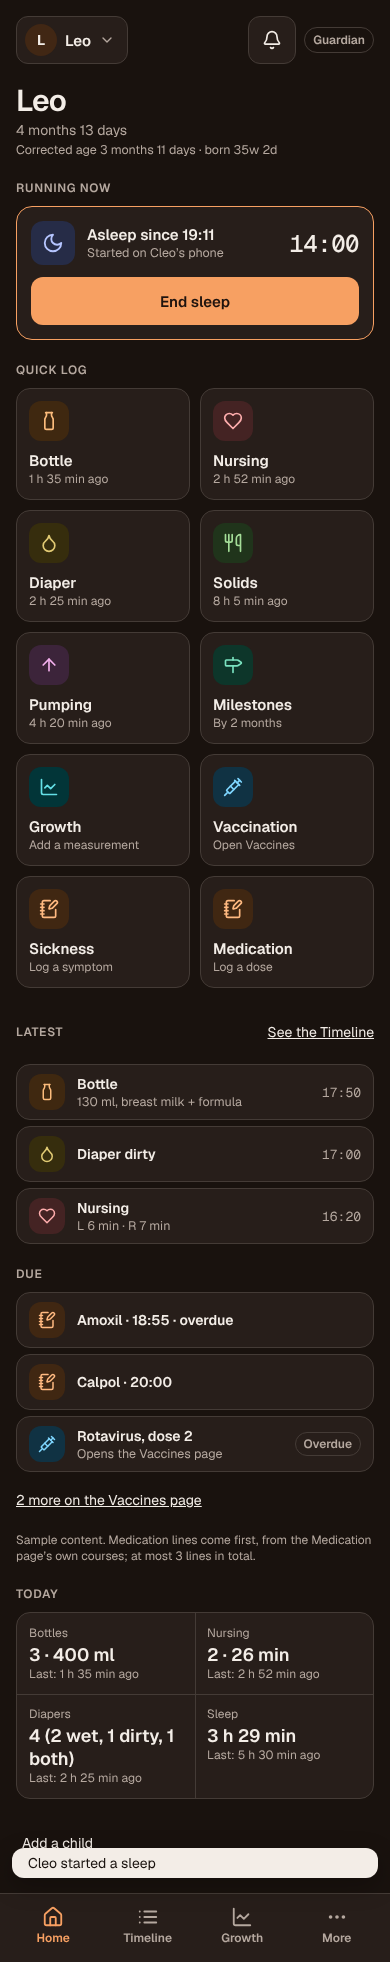 L Leo
Guardian
Leo
4 months 13 days
Corrected age 3 months 11 days · born 35w 2d
RUNNING NOW
Asleep since 19:11
Started on Cleo's phone
14:00
End sleep
QUICK LOG
Bottle
1 h 35 min ago
Nursing
2 h 52 min ago
Diaper
2 h 25 min ago
Solids
8 h 5 min ago
Pumping
4 h 20 min ago
Milestones
By 2 months
Growth
Add a measurement
Vaccination
Open Vaccines
Sickness
Log a symptom
Medication
Log a dose
LATEST
See the Timeline
Bottle
130 ml, breast milk + formula
17:50
Diaper dirty
17:00
Nursing
L 6 min · R 7 min
16:20
DUE
Amoxil · 18:55 · overdue
Calpol · 20:00
Rotavirus, dose 2
Opens the Vaccines page
Overdue
2 more on the Vaccines page
Sample content. Medication lines come first, from the Medication
page's own courses; at most 3 lines in total.
TODAY
Bottles
3 · 400 ml
Last: 1 h 35 min ago
Nursing
2 · 26 min
Last: 2 h 52 min ago
Diapers
4 (2 wet, 1 dirty, 1
both)
Last: 2 h 25 min ago
Sleep
3 h 29 min
Last: 5 h 30 min ago
Add a child
Cleo started a sleep
Home
Timeline
Growth
More